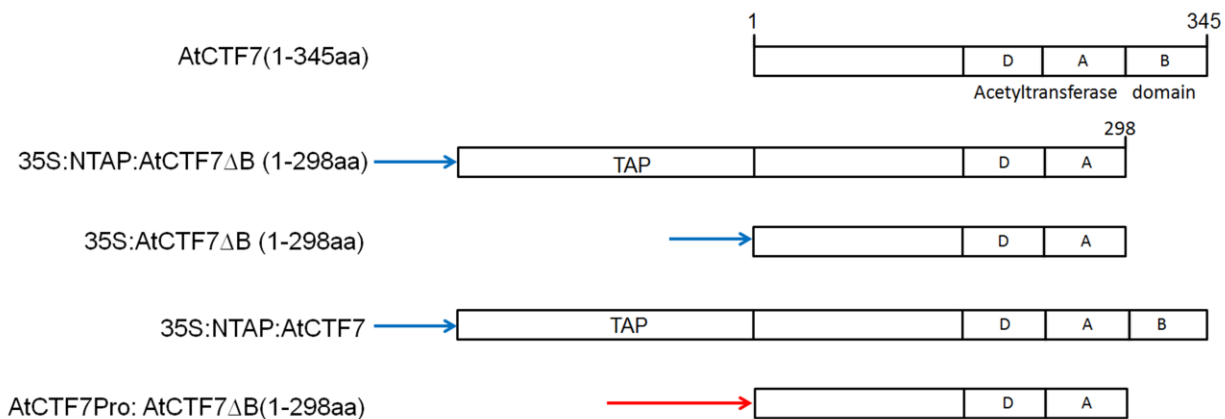 1 345
AtCTF7(1-345aa) D A B
Acetyltransferase domain
298
35S:NTAP:AtCTF7ΔB (1-298aa) TAP D A
35S:AtCTF7ΔB (1-298aa) D A
35S:NTAP:AtCTF7 TAP D A B
AtCTF7Pro: AtCTF7ΔB(1-298aa) D A